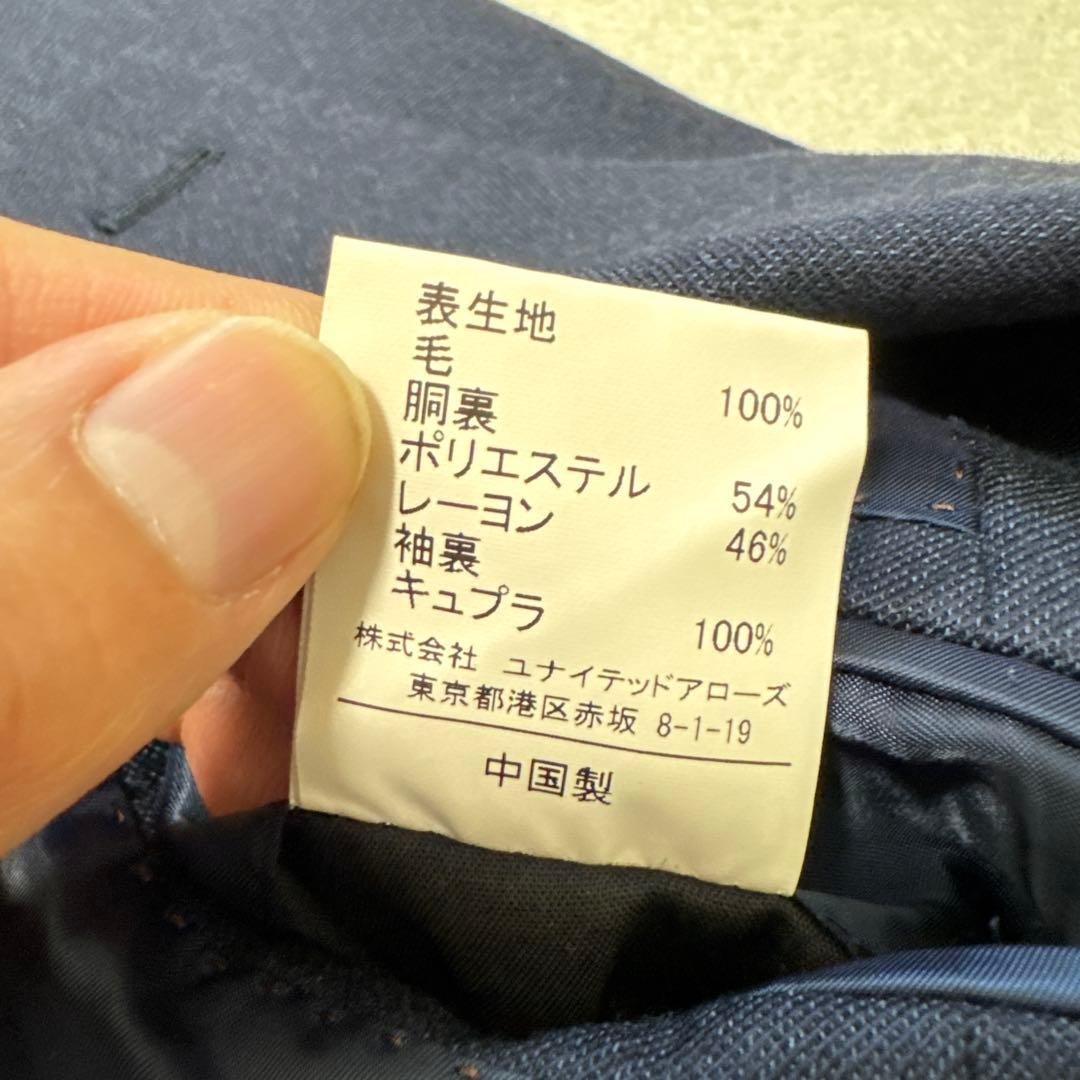 表生地
毛 100%
胴裏
ポリエステル 54%
レーヨン 46%
袖裏
キュプラ 100%
株式会社 ユナイテッドアローズ
東京都港区赤坂 8-1-19
中国製